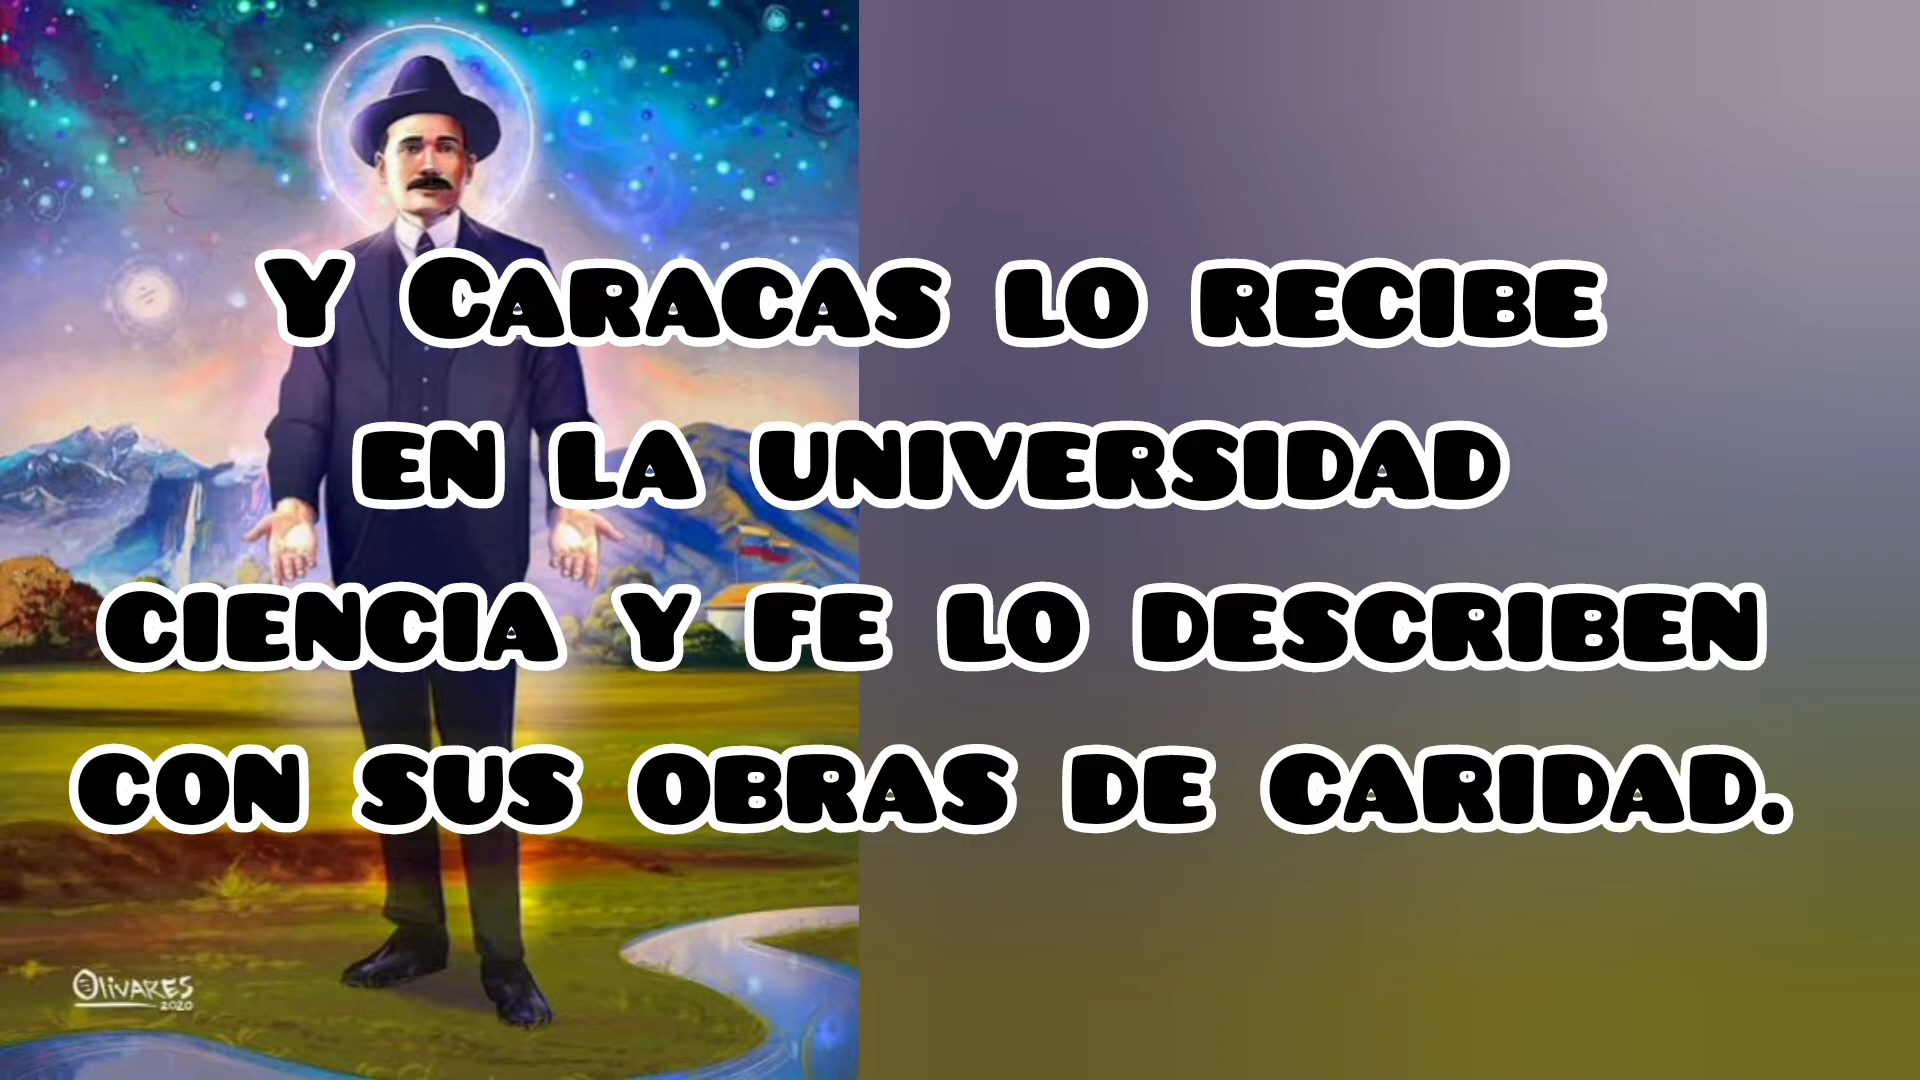 Y Caracas lo recibe
en la universidad
ciencia y fe lo describen
con sus obras de caridad.
Olivares
2020